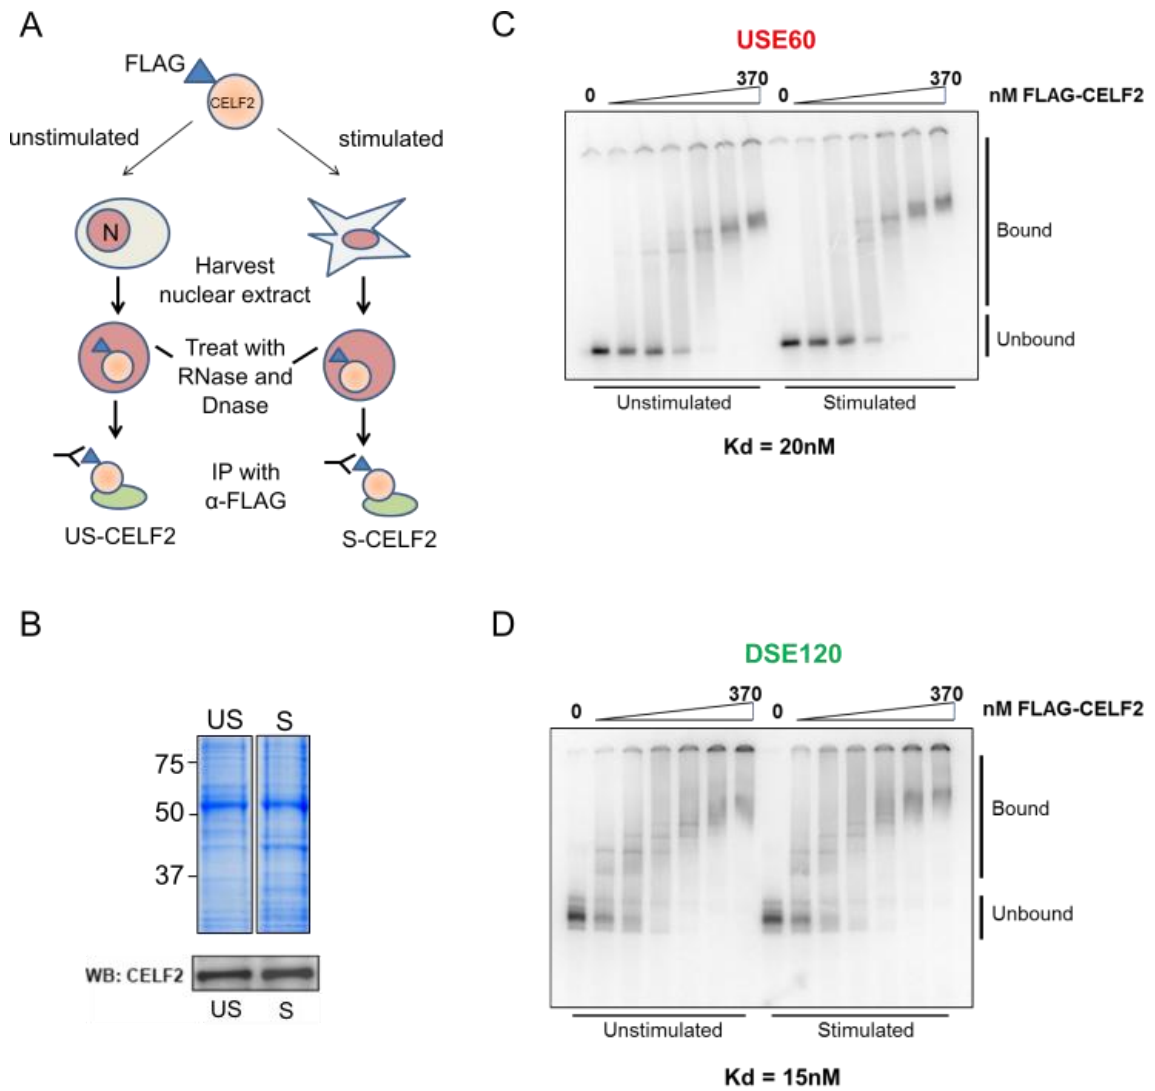 A
FLAG
CELF2
unstimulated
stimulated
N
Harvest
nuclear extract
Treat with
RNase and
Dnase
IP with
α-FLAG
US-CELF2
S-CELF2
B
US S
75
50
37
WB: CELF2
US S
C
USE60
0 370 0 370 nM FLAG-CELF2
Bound
Unbound
Unstimulated Stimulated
Kd = 20nM
D
DSE120
0 370 0 370 nM FLAG-CELF2
Bound
Unbound
Unstimulated Stimulated
Kd = 15nM